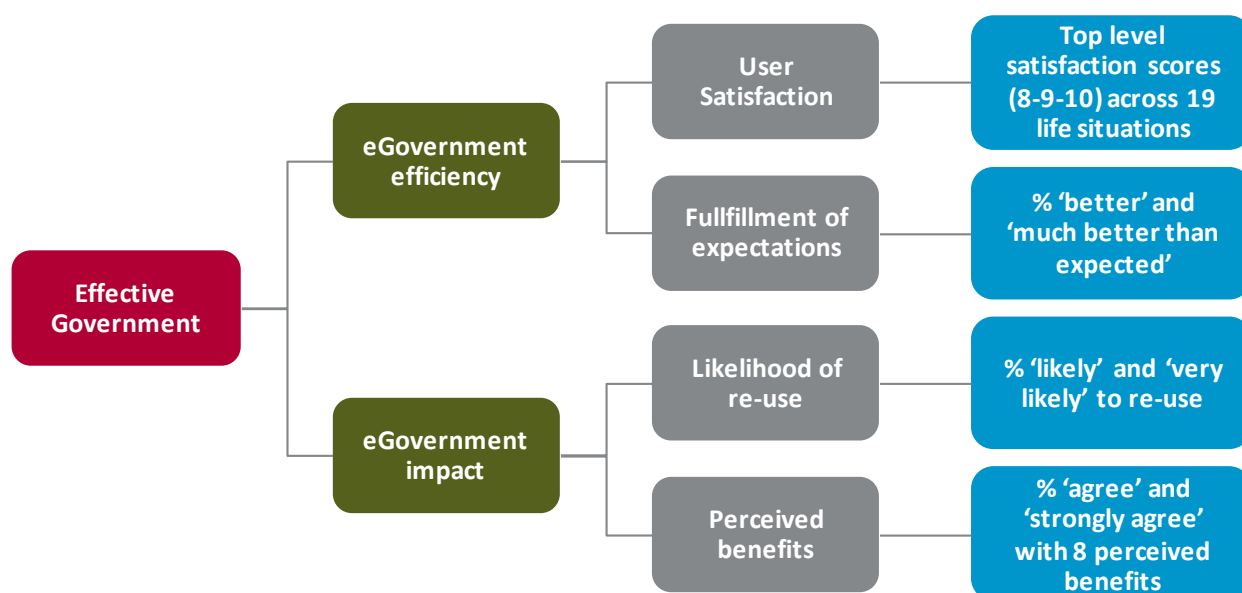 Effective
Government
eGovernment
efficiency
eGovernment
impact
User
Satisfaction
Fullfillment of
expectations
Likelihood of
re-use
Perceived
benefits
Top level
satisfaction scores
(8-9-10) across 19
life situations
% ‘better’ and
‘much better than
expected’
% ‘likely’ and ‘very
likely’ to re-use
% ‘agree’ and
‘strongly agree’
with 8 perceived
benefits